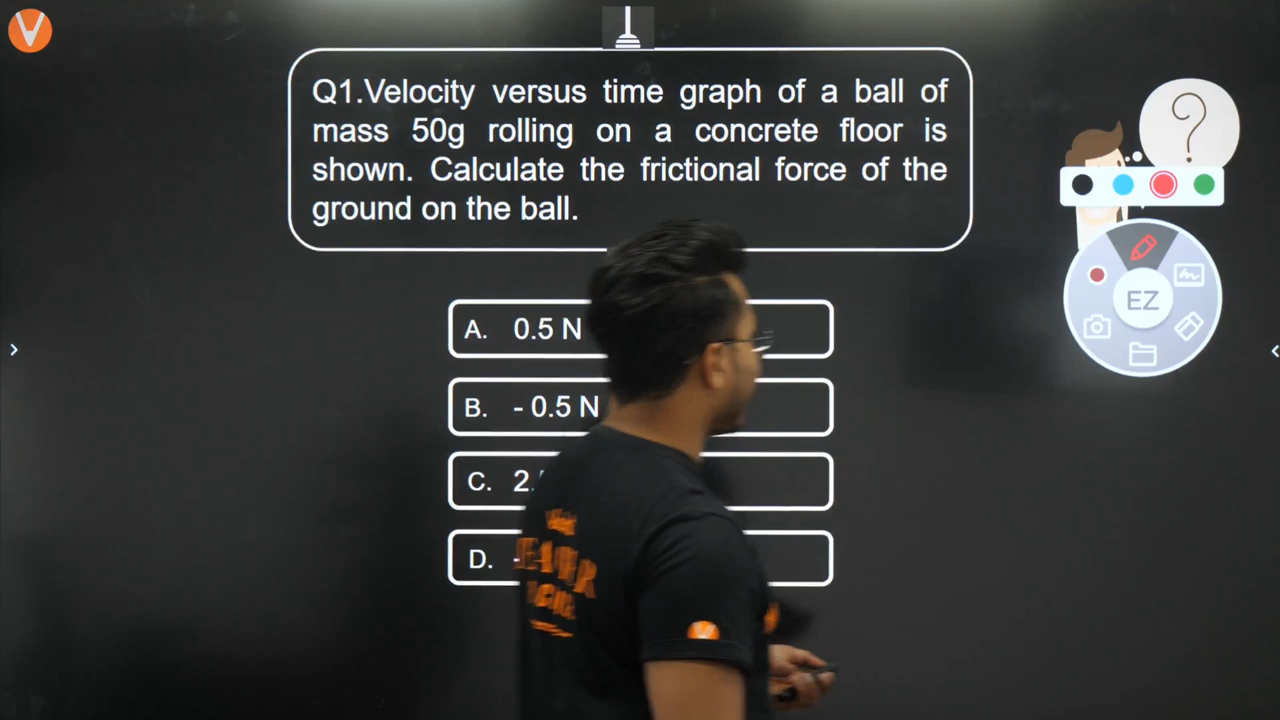 Q1.Velocity versus time graph of a ball of
mass 50g rolling on a concrete floor is
shown. Calculate the frictional force of the
ground on the ball.
?
EZ
A. 0.5 N
B. - 0.5 N
C. 2.
D. -